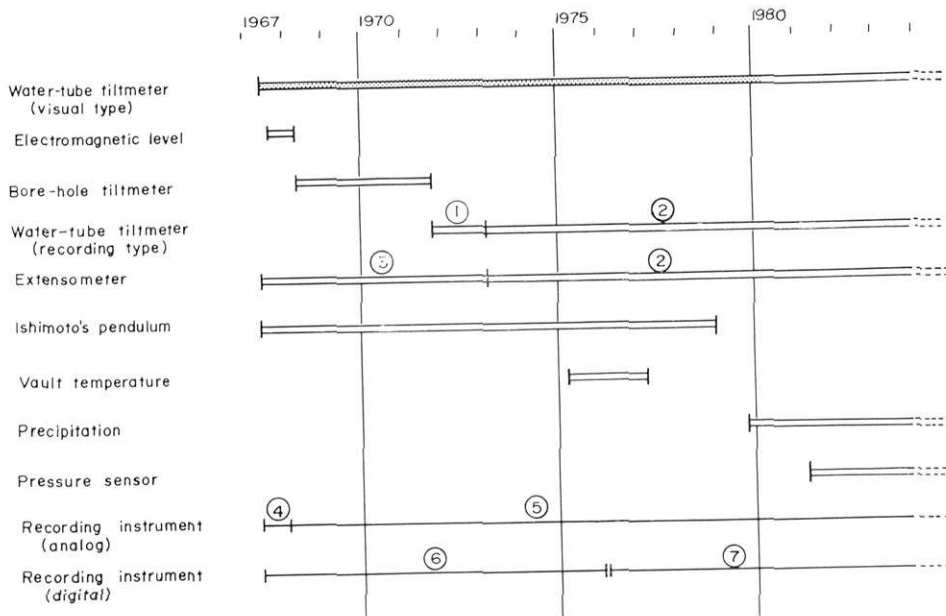 1967 1970 1975 1980
Water-tube tiltmeter
(visual type)
Electromagnetic level
Bore-hole tiltmeter
① ②
Water-tube tiltmeter
(recording type)
③ ②
Extensometer
Ishimoto's pendulum
Vault temperature
Precipitation
Pressure sensor
④ ⑤
Recording instrument
(analog)
⑥ ⑦
Recording instrument
(digital)